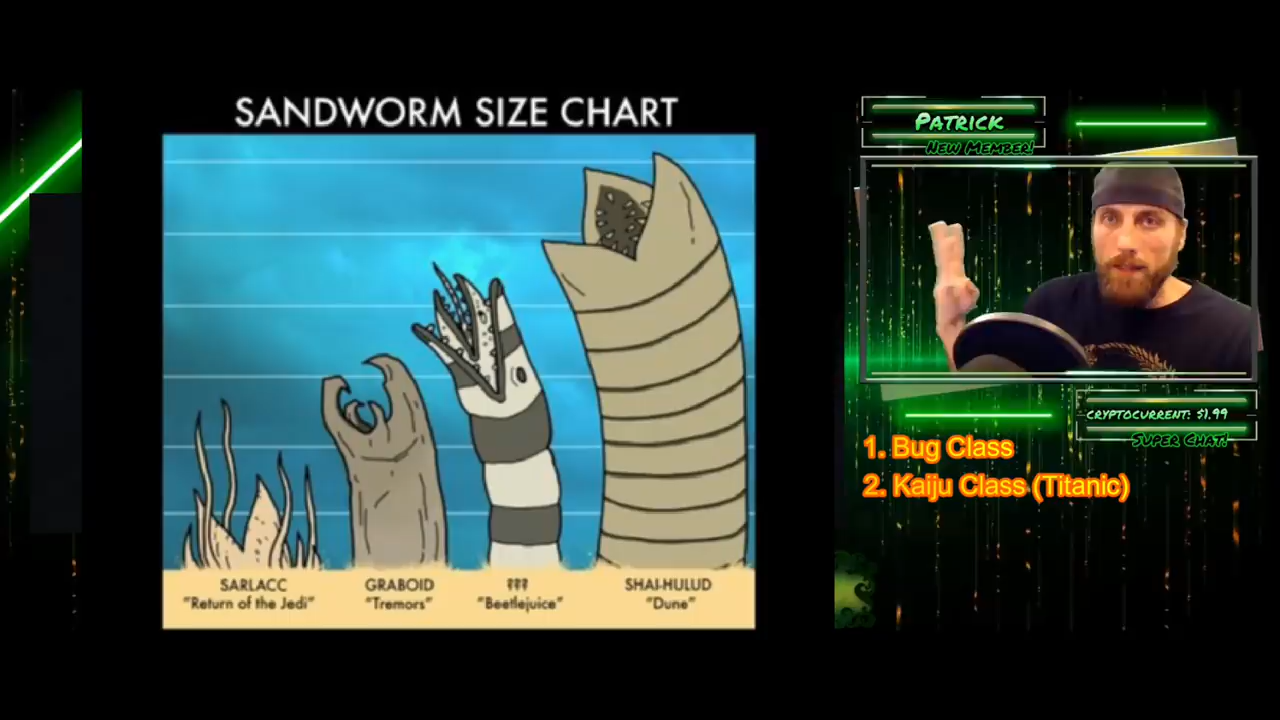 SANDWORM SIZE CHART
SARLACC
"Return of the Jedi"
GRABOID
"Tremors"
???
"Beetlejuice"
SHAI-HULUD
"Dune"
PATRICK
NEW MEMBER!
CRYPTOCURRENT: $1.99
SUPER CHAT!
1. Bug Class
2. Kaiju Class (Titanic)